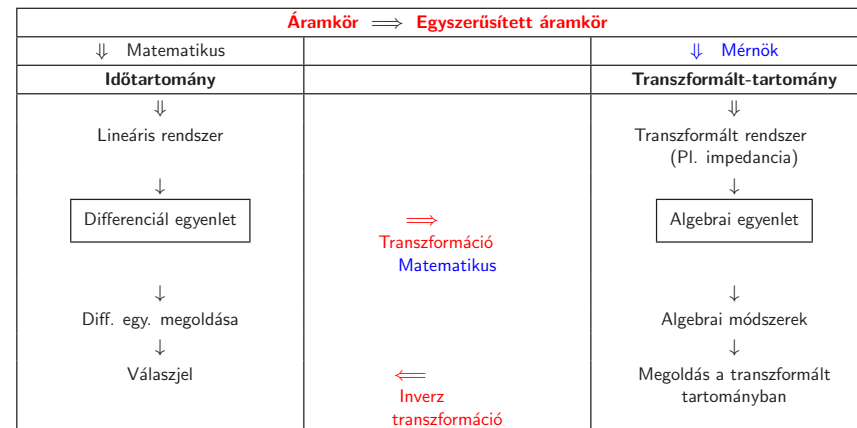 Áramkör ⟹ Egyszerűsített áramkör
⇓ Matematikus
⇓ Mérnök
Időtartomány
Transzformált-tartomány
⇓
⇓
Lineáris rendszer
Transzformált rendszer
(Pl. impedancia)
↓
↓
Differenciál egyenlet
⟹
Algebrai egyenlet
Transzformáció
Matematikus
↓
↓
Diff. egy. megoldása
Algebrai módszerek
↓
↓
Válaszjel
⟸
Megoldás a transzformált
Inverz
tartományban
transzformáció